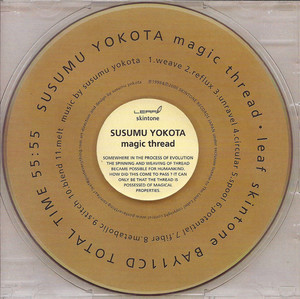 SUSUMU YOKOTA magic thread • leaf skintone BAY11CD TOTAL TIME 53:55
music by susumu yokota 1.weave 2.reflux 3.unravel 4.circular 5.spool 6.potential 7.fiber 8.metabolic 9.stitch 10.blend 11.melt
leaf
skintone
SUSUMU YOKOTA
magic thread
SOMEWHERE IN THE PROCESS OF EVOLUTION
THE SPINNING AND WEAVING OF THREAD
BECAME POSSIBLE FOR HUMANKIND.
HOW DID THIS COME TO PASS? IT CAN
ONLY BE THAT THE THREAD IS
POSSESSED OF MAGICAL
PROPERTIES.